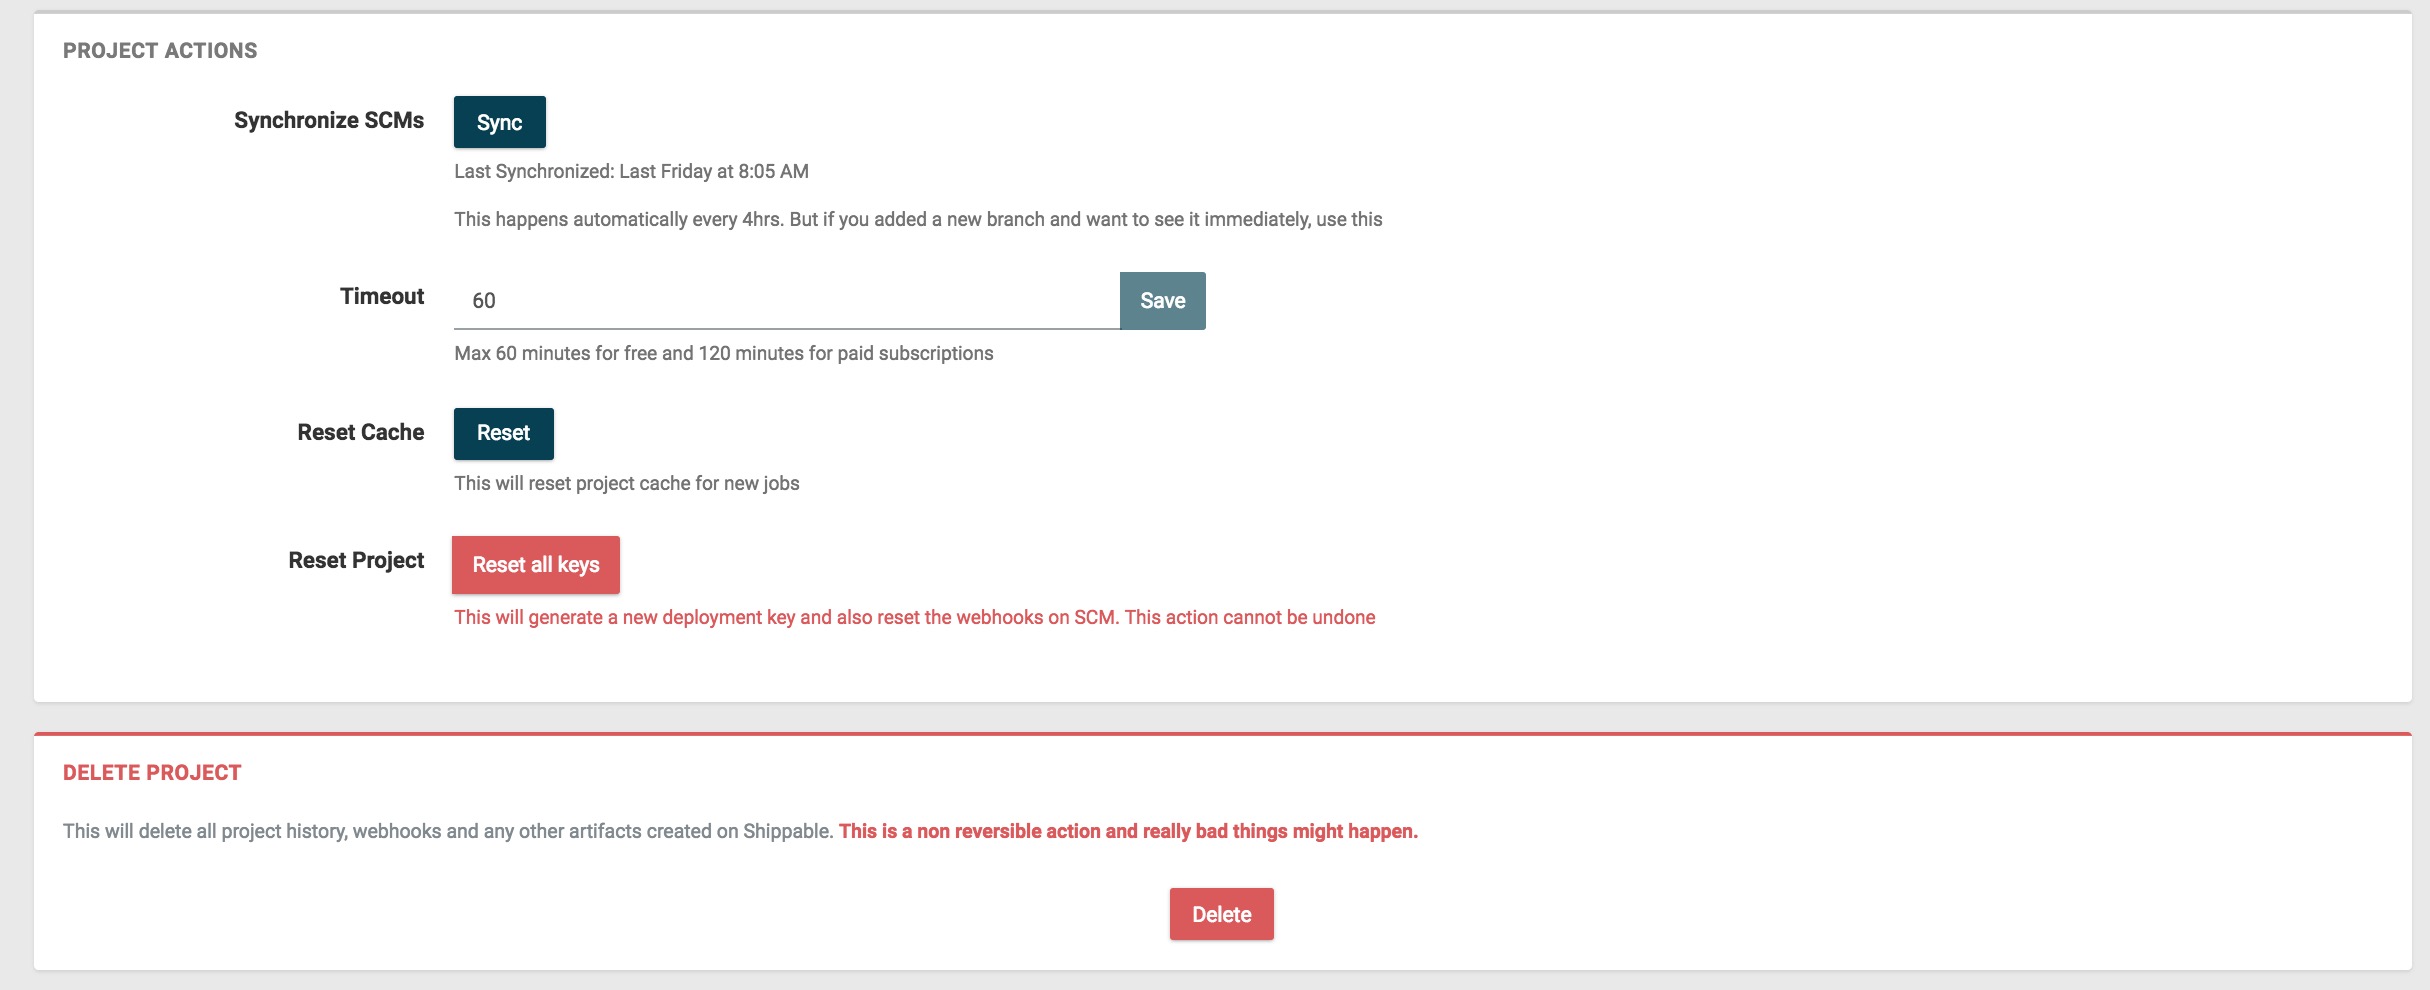 PROJECT ACTIONS
Synchronize SCMs
Sync
Last Synchronized: Last Friday at 8:05 AM
This happens automatically every 4hrs. But if you added a new branch and want to see it immediately, use this
Timeout
60
Save
Max 60 minutes for free and 120 minutes for paid subscriptions
Reset Cache
Reset
This will reset project cache for new jobs
Reset Project
Reset all keys
This will generate a new deployment key and also reset the webhooks on SCM. This action cannot be undone
DELETE PROJECT
This will delete all project history, webhooks and any other artifacts created on Shippable. This is a non reversible action and really bad things might happen.
Delete